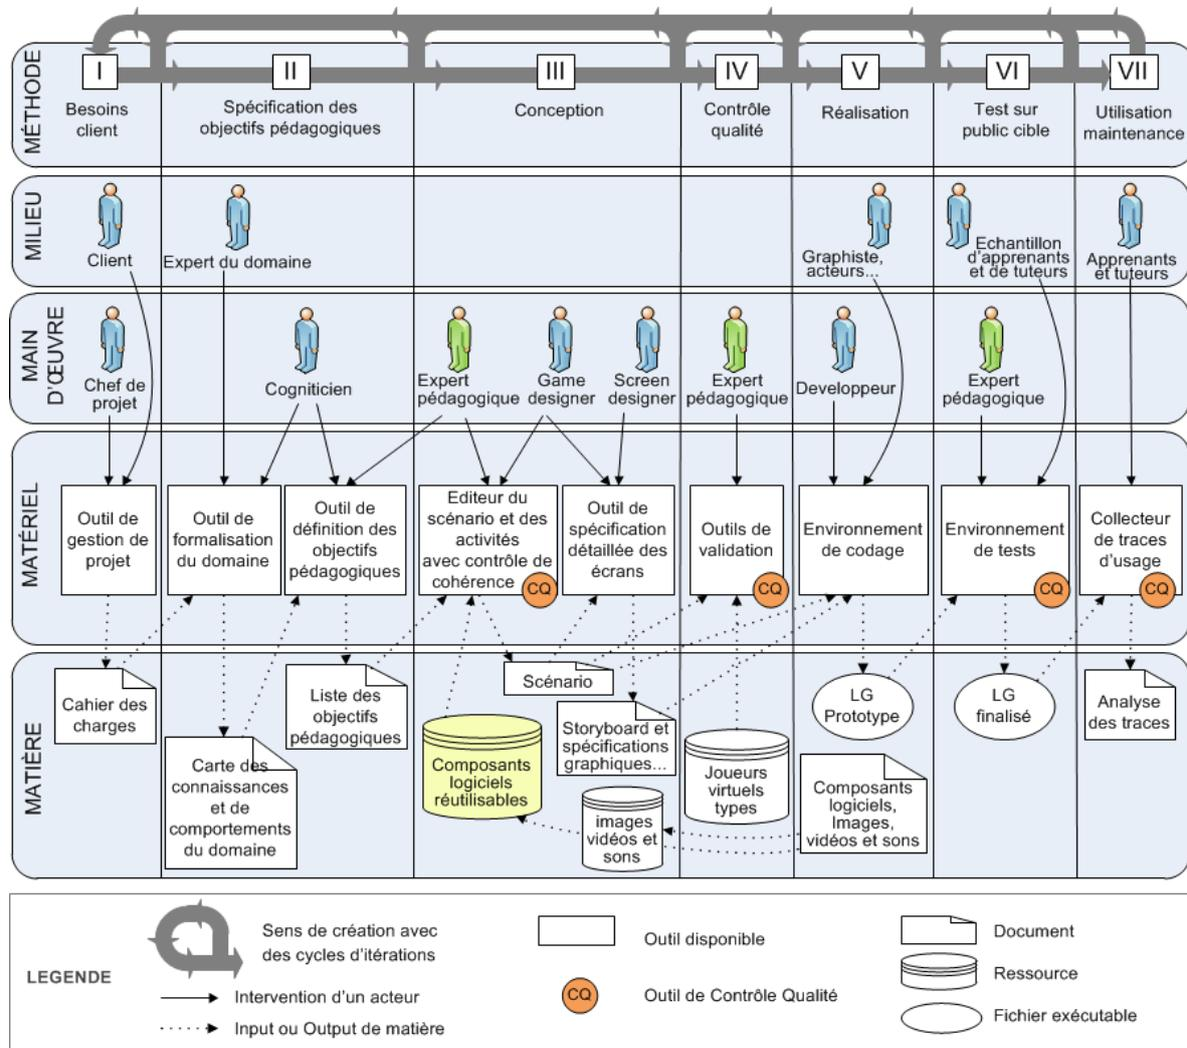 MÉTHODE
I
II
III
IV
V
VI
VII
Besoins
client
Spécification des
objectifs pédagogiques
Conception
Contrôle
qualité
Réalisation
Test sur
public cible
Utilisation
maintenance
MILIEU
Client
Expert du domaine
Graphiste,
acteurs...
Echantillon
d'apprenants
et de tuteurs
Apprenants
et tuteurs
MAIN
D'ŒUVRE
Chef de
projet
Cogniticien
Expert
pédagogique
Game
designer
Screen
designer
Expert
pédagogique
Developpeur
Expert
pédagogique
MATÉRIEL
Outil de
gestion de
projet
Outil de
formalisation
du domaine
Outil de
définition des
objectifs
pédagogiques
Editeur du
scénario et des
activités
avec contrôle de
cohérence
CQ
Outil de
spécification
détaillée des
écrans
Outils de
validation
CQ
Environnement
de codage
Environnement
de tests
CQ
Collecteur
de traces
d'usage
CQ
MATIÈRE
Cahier des
charges
Carte des
connaissances
et de
comportements
du domaine
Liste des
objectifs
pédagogiques
Composants
logiciels
réutilisables
Scénario
Storyboard et
spécifications
graphiques...
images
vidéos et
sons
Joueurs
virtuels
types
LG
Prototype
Composants
logiciels,
Images,
vidéos et sons
LG
finalisé
Analyse
des traces
LEGENDE
Sens de création avec
des cycles d'itérations
Intervention d'un acteur
Input ou Output de matière
Outil disponible
CQ
Outil de Contrôle Qualité
Document
Ressource
Fichier exécutable